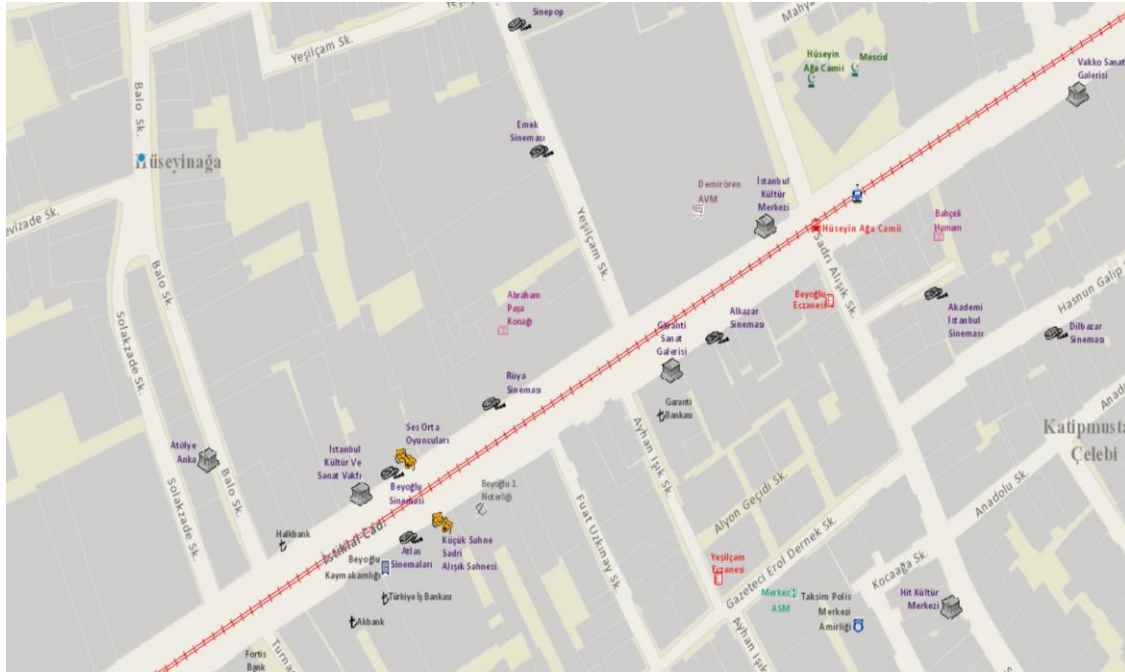 Sinepop
Yeşilçam Sk.
Hüseyin
Ağa Camii
Mescid
Vakko Sanat
Galerisi
Balo Sk.
Emek
Sineması
Hüseyinağa
Demirören
AVM
İstanbul
Kültür
Merkezi
Yeşilçam Sk.
Hüseyin Ağa Camii
Bahçeli
Hamam
Sadri Alışık Sk.
Balo Sk.
Solakzade Sk.
Abraham
Paşa
Konağı
Beyoğlu
Eczanesi
Hasnun Galip
Alkazar
Sineması
Garanti
Sanat
Galerisi
Akademi
İstanbul
Sineması
Dilbazar
Sineması
Rüya
Sineması
Garanti
Bankası
Ayhan Işık Sk.
Katipmusta
Çelebi
Atölye
Anka
Ses Orta
Oyuncuları
İstanbul
Kültür Ve
Sanat Vakfı
Beyoğlu
Sineması
Beyoğlu 1.
Noterliği
Solakzade Sk.
Balo Sk.
Halkbank
İstiklal Cad.
Atlas
Sinemaları
Küçük Sahne
Sadri
Alışık Sahnesi
Fuat Uzkınay Sk.
Alyon Geçidi Sk.
Anadolu Sk.
Beyoğlu
Kaymakamlığı
Yeşilçam
Eczanesi
Gazeteci Erol Dernek Sk.
Kocaağa Sk.
Türkiye İş Bankası
Merkez
ASM
Taksim Polis
Merkezi
Amirliği
Hit Kültür
Merkezi
Akbank
Ayhan Işık
Fortis
Bank